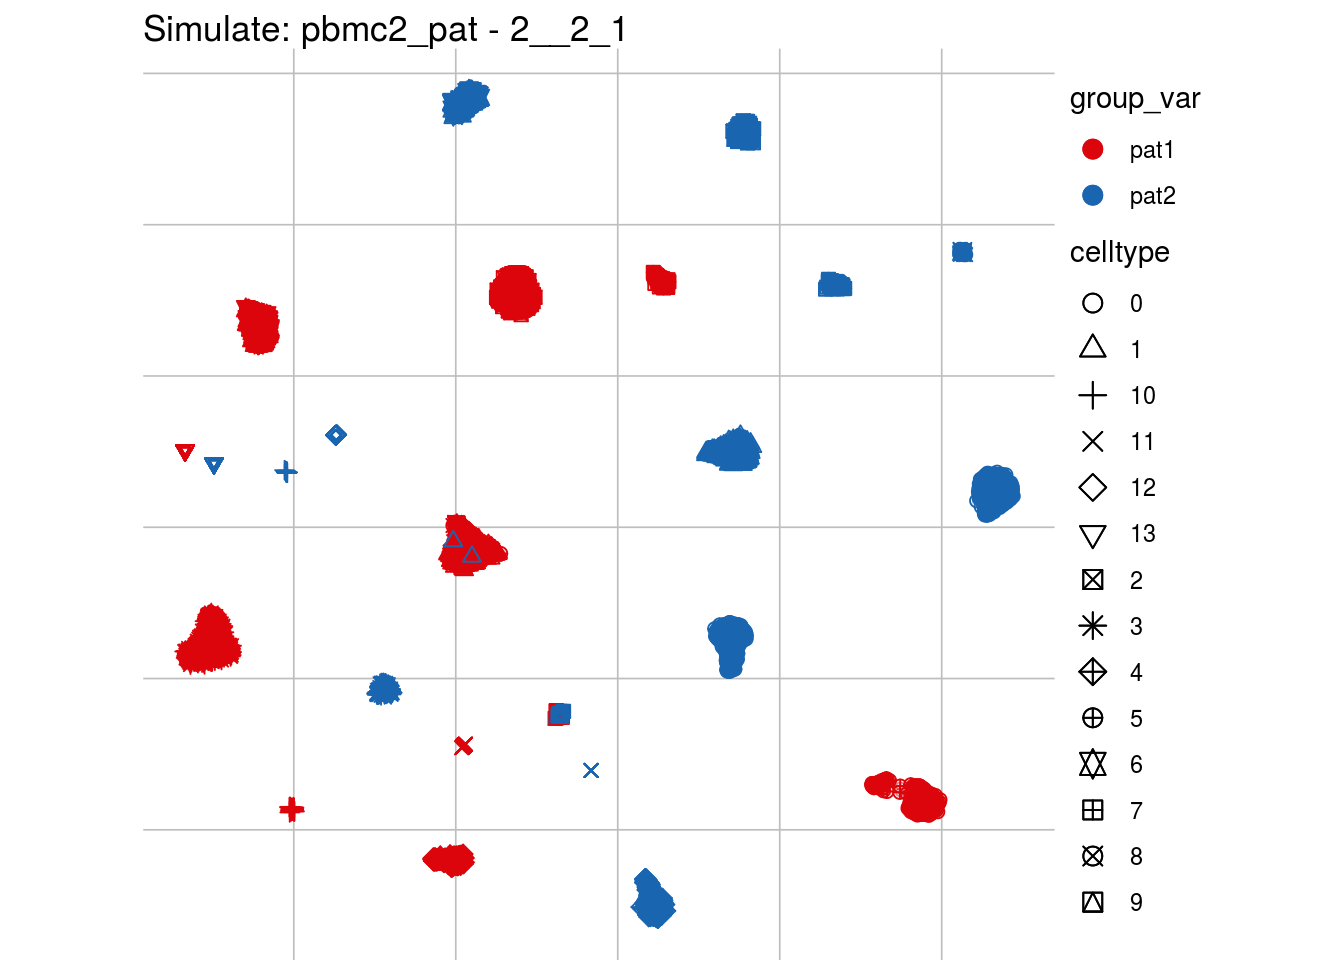 Simulate: pbmc2_pat - 2__2_1
group_var
pat1
pat2
celltype
0
1
10
11
12
13
2
3
4
5
6
7
8
9